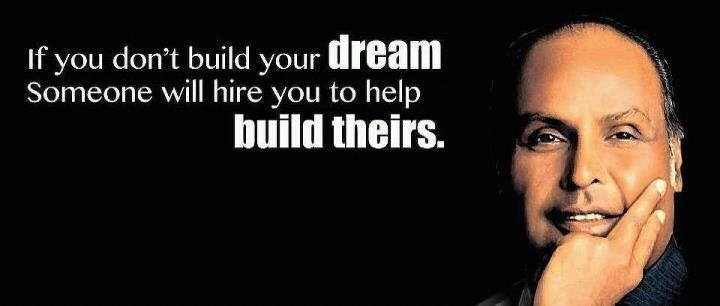 If you don't build your dream
Someone will hire you to help
build theirs.